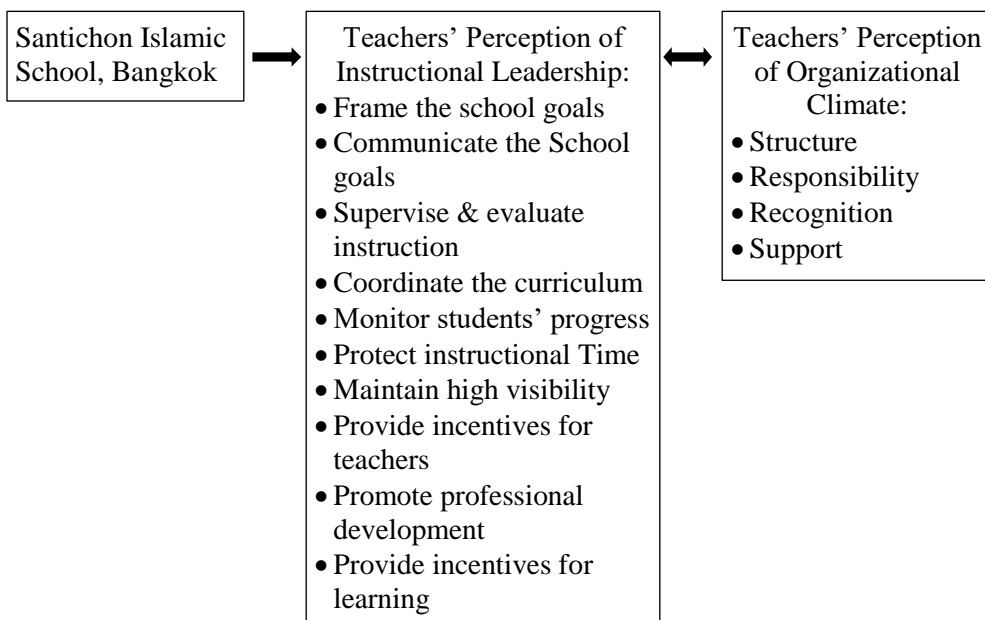 Santichon Islamic
School, Bangkok
Teachers’ Perception of
Instructional Leadership:
• Frame the school goals
• Communicate the School
goals
• Supervise & evaluate
instruction
• Coordinate the curriculum
• Monitor students’ progress
• Protect instructional Time
• Maintain high visibility
• Provide incentives for
teachers
• Promote professional
development
• Provide incentives for
learning
Teachers’ Perception
of Organizational
Climate:
• Structure
• Responsibility
• Recognition
• Support